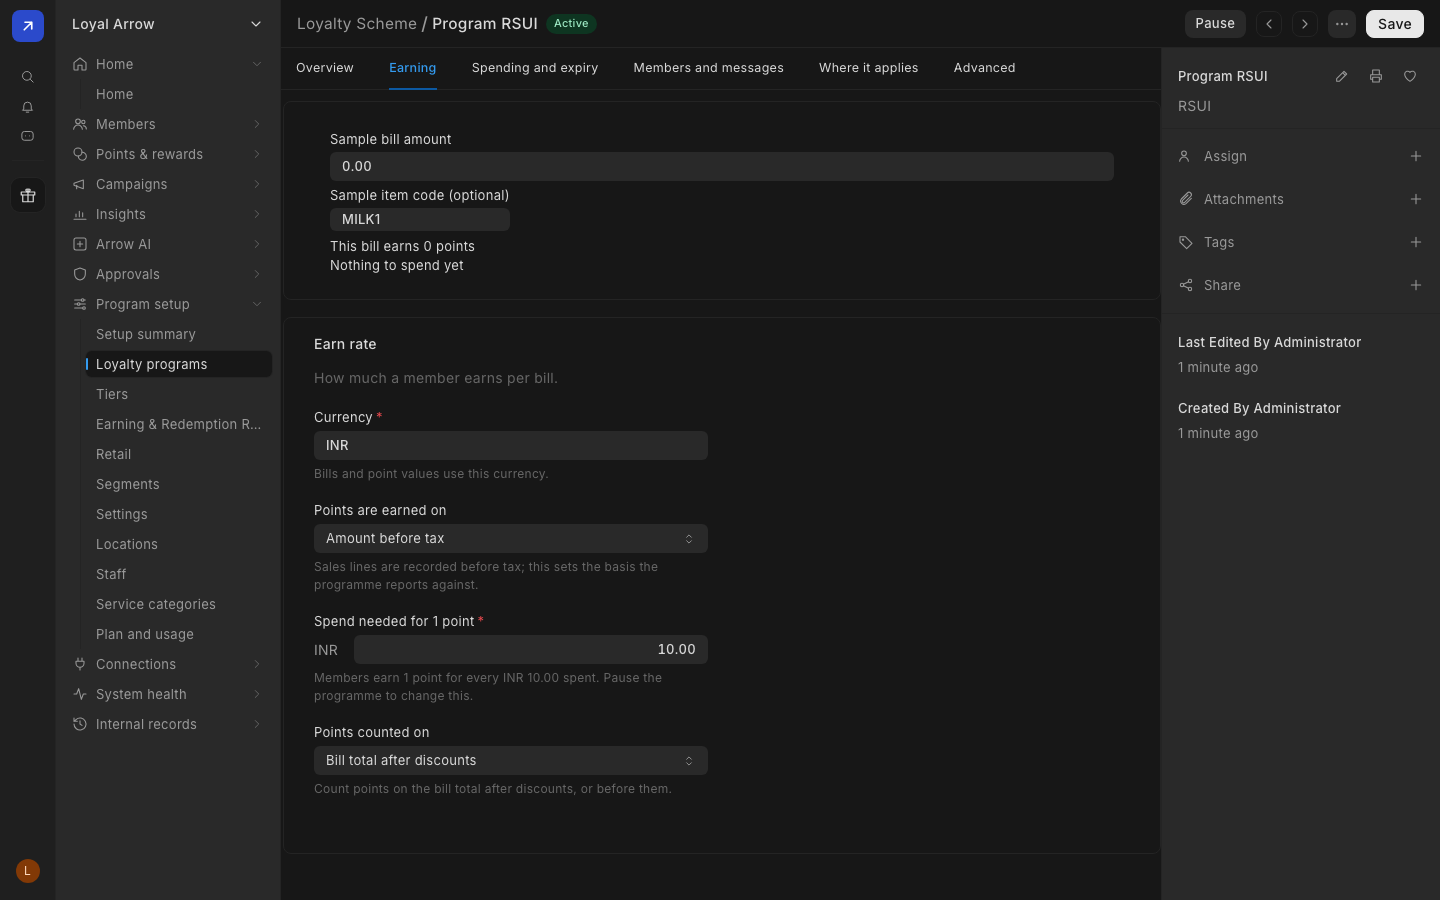 Loyal Arrow
Home
Home
Members
Points & rewards
Campaigns
Insights
Arrow AI
Approvals
Program setup
Setup summary
Loyalty programs
Tiers
Earning & Redemption R...
Retail
Segments
Settings
Locations
Staff
Service categories
Plan and usage
Connections
System health
Internal records
L
Loyalty Scheme / Program RSUI Active
Pause
Save
Overview Earning Spending and expiry Members and messages Where it applies Advanced
Sample bill amount
0.00
Sample item code (optional)
MILK1
This bill earns 0 points
Nothing to spend yet
Earn rate
How much a member earns per bill.
Currency *
INR
Bills and point values use this currency.
Points are earned on
Amount before tax
Sales lines are recorded before tax; this sets the basis the
programme reports against.
Spend needed for 1 point *
INR 10.00
Members earn 1 point for every INR 10.00 spent. Pause the
programme to change this.
Points counted on
Bill total after discounts
Count points on the bill total after discounts, or before them.
Program RSUI
RSUI
Assign
Attachments
Tags
Share
Last Edited By Administrator
1 minute ago
Created By Administrator
1 minute ago